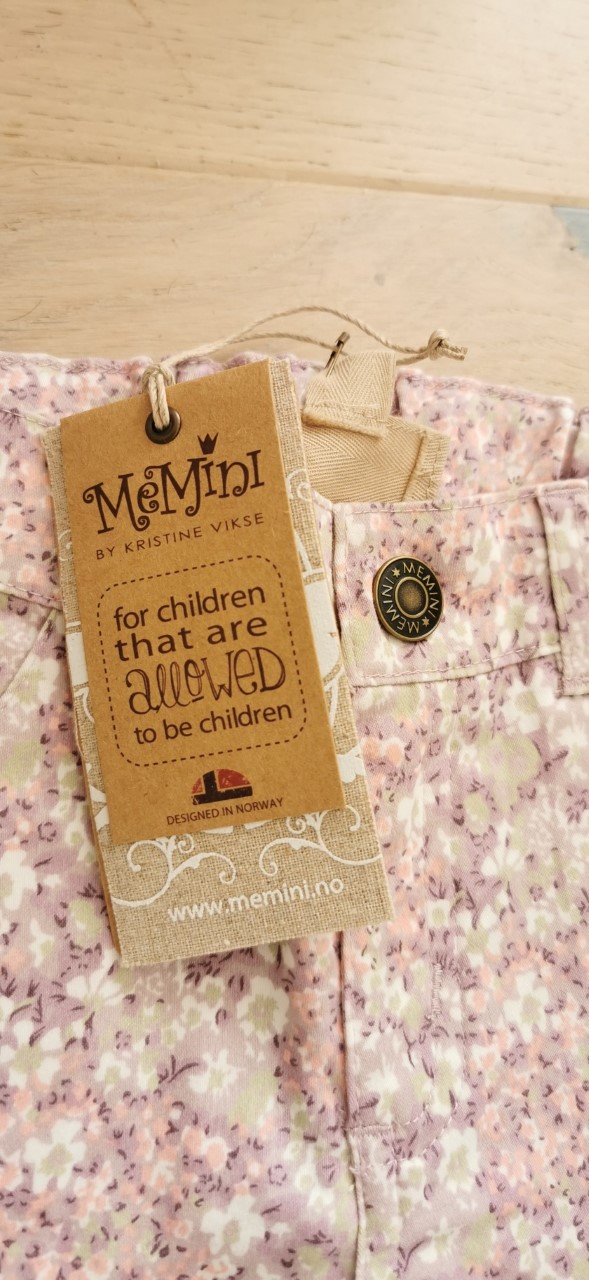 MeMini
BY KRISTINE VIKSE
for children
that are
allowed
to be children
DESIGNED IN NORWAY
www.memini.no
MEMINI
MEMINI